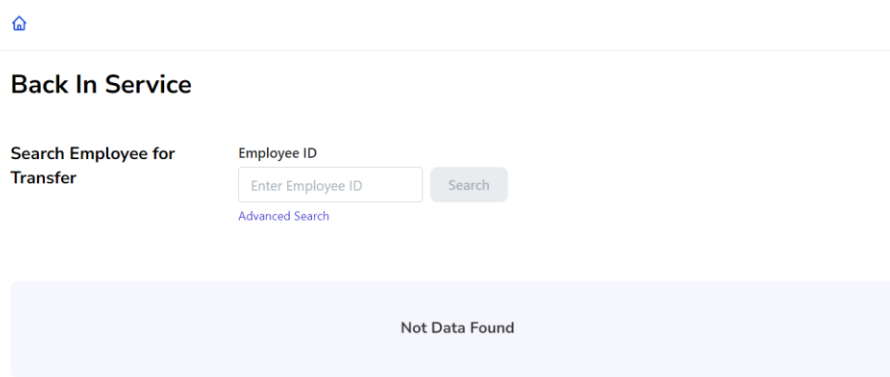 Back In Service
Search Employee for
Transfer
Employee ID
Enter Employee ID
Search
Advanced Search
Not Data Found